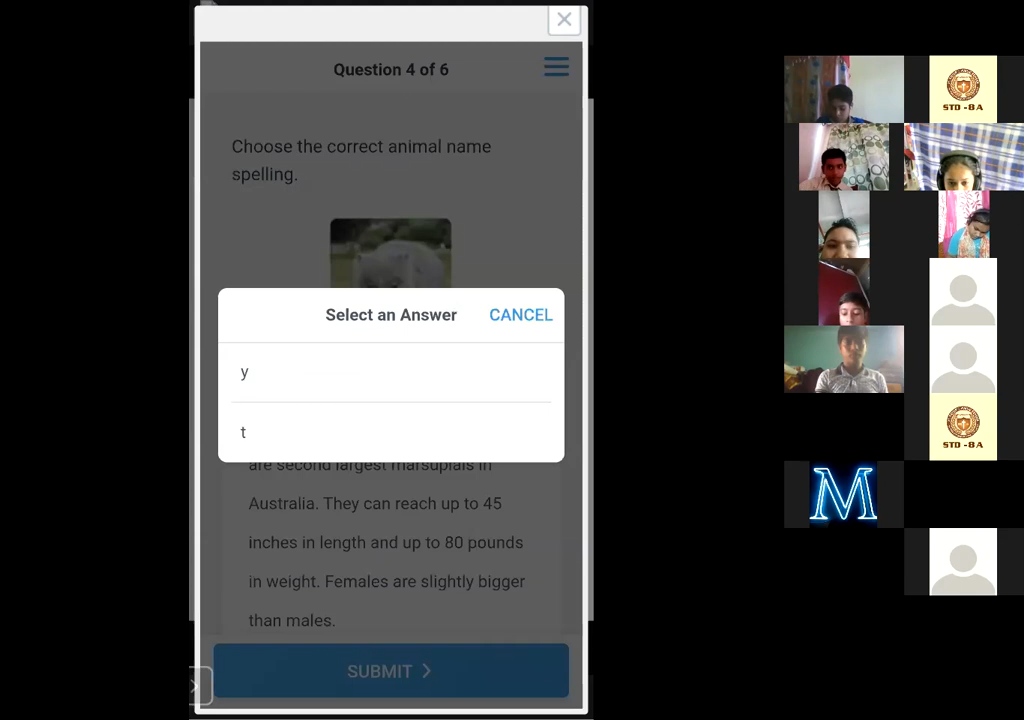 Question 4 of 6
Choose the correct animal name
spelling.
Select an Answer
CANCEL
y
t
are second largest marsupials in
Australia. They can reach up to 45
inches in length and up to 80 pounds
in weight. Females are slightly bigger
than males.
SUBMIT
STD -8A
STD -8A
M